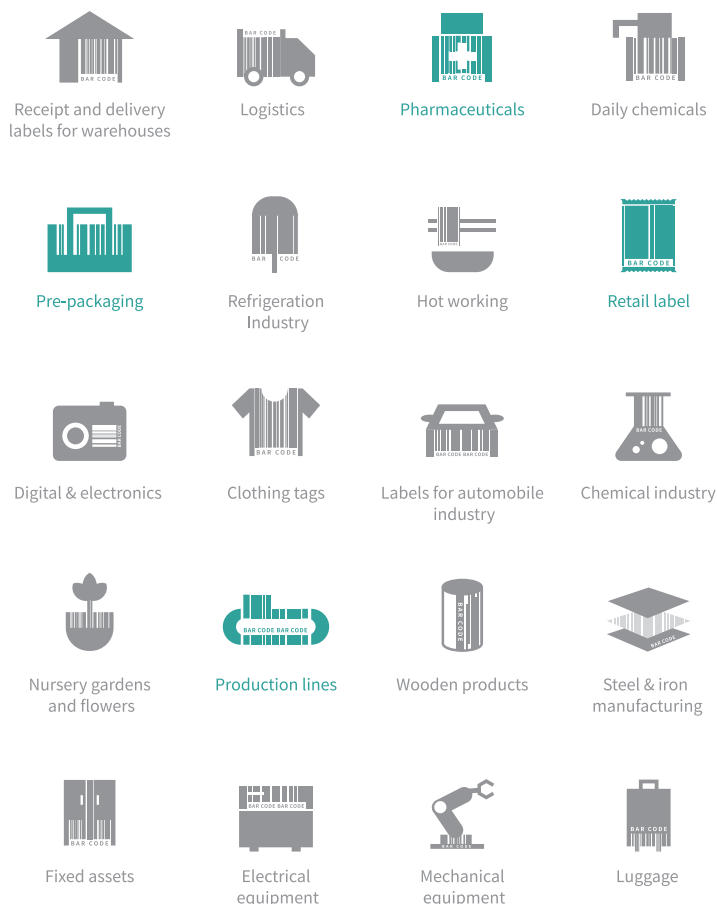 BAR CODE
BAR CODE
BAR CODE
BAR CODE
Receipt and delivery
labels for warehouses
Logistics
Pharmaceuticals
Daily chemicals
BAR CODE
BAR CODE
BAR CODE
Pre-packaging
Refrigeration
Industry
Hot working
Retail label
BAR CODE
BAR CODE
BAR CODE BAR CODE
BAR CODE
Digital & electronics
Clothing tags
Labels for automobile
industry
Chemical industry
BAR CODE BAR CODE
BAR CODE
BAR CODE
Nursery gardens
and flowers
Production lines
Wooden products
Steel & iron
manufacturing
BAR CODE
BAR CODE BAR CODE
BAR CODE
BAR CODE
Fixed assets
Electrical
equipment
Mechanical
equipment
Luggage